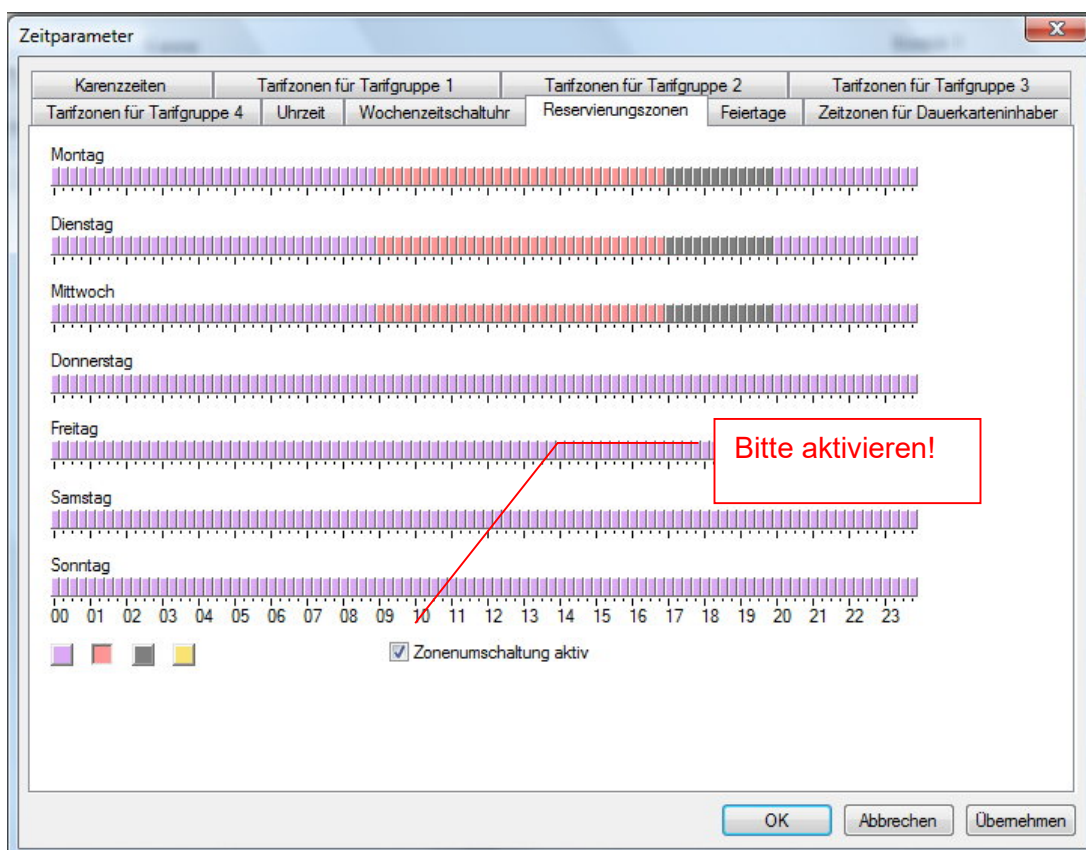 Zeitparameter
Karenzzeiten Tarifzonen für Tarifgruppe 1 Tarifzonen für Tarifgruppe 2 Tarifzonen für Tarifgruppe 3
Tarifzonen für Tarifgruppe 4 Uhrzeit Wochenzeitschaltuhr Reservierungszonen Feiertage Zeitzonen für Dauerkarteninhaber
Montag
Dienstag
Mittwoch
Donnerstag
Freitag
Bitte aktivieren!
Samstag
Sonntag
00 01 02 03 04 05 06 07 08 09 10 11 12 13 14 15 16 17 18 19 20 21 22 23
Zonenumschaltung aktiv
OK Abbrechen Übernehmen